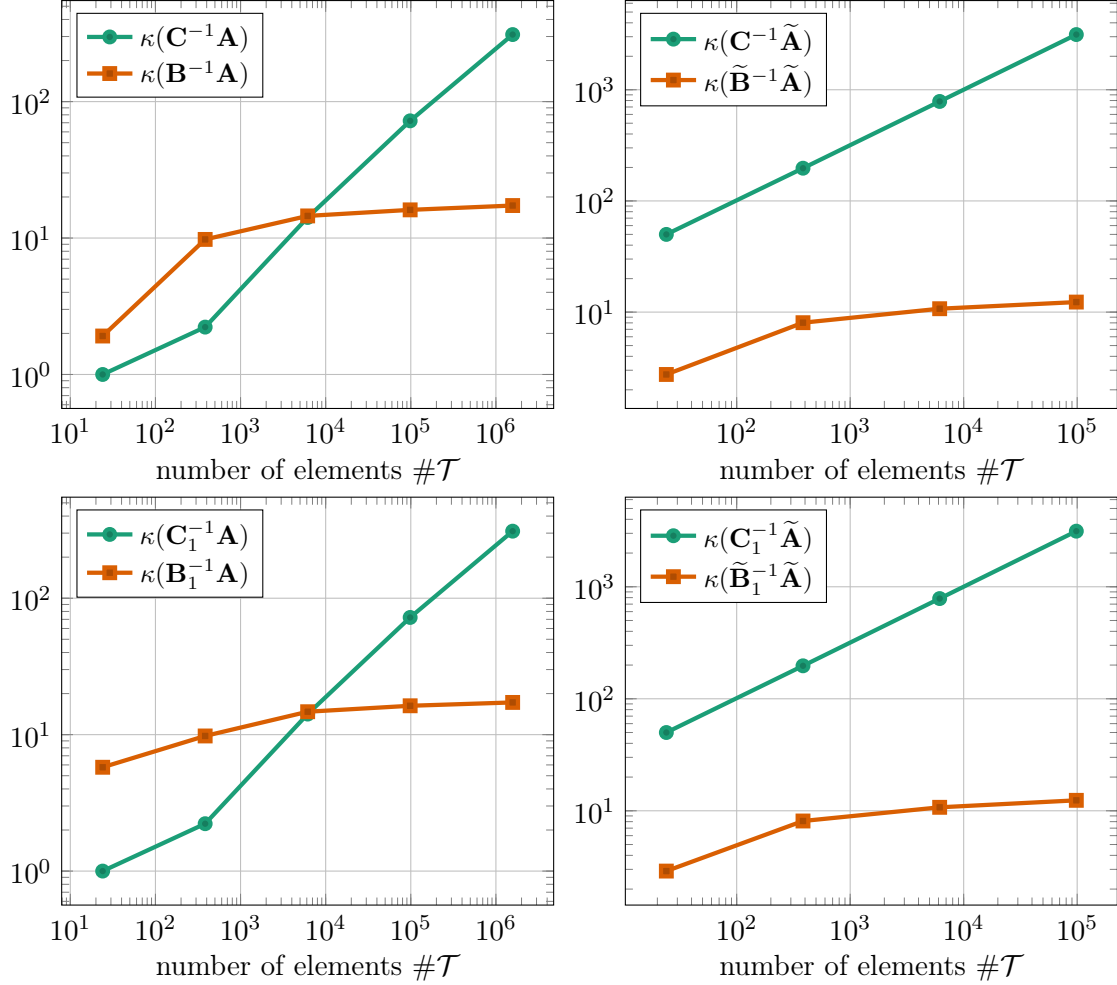 κ(C⁻¹A)
κ(B⁻¹A)
10²
10¹
10⁰
10¹ 10² 10³ 10⁴ 10⁵ 10⁶
number of elements #𝒯
κ(C⁻¹Ã)
κ(B̃⁻¹Ã)
10³
10²
10¹
10² 10³ 10⁴ 10⁵
number of elements #𝒯
κ(C₁⁻¹A)
κ(B₁⁻¹A)
10²
10¹
10⁰
10¹ 10² 10³ 10⁴ 10⁵ 10⁶
number of elements #𝒯
κ(C₁⁻¹Ã)
κ(B̃₁⁻¹Ã)
10³
10²
10¹
10² 10³ 10⁴ 10⁵
number of elements #𝒯